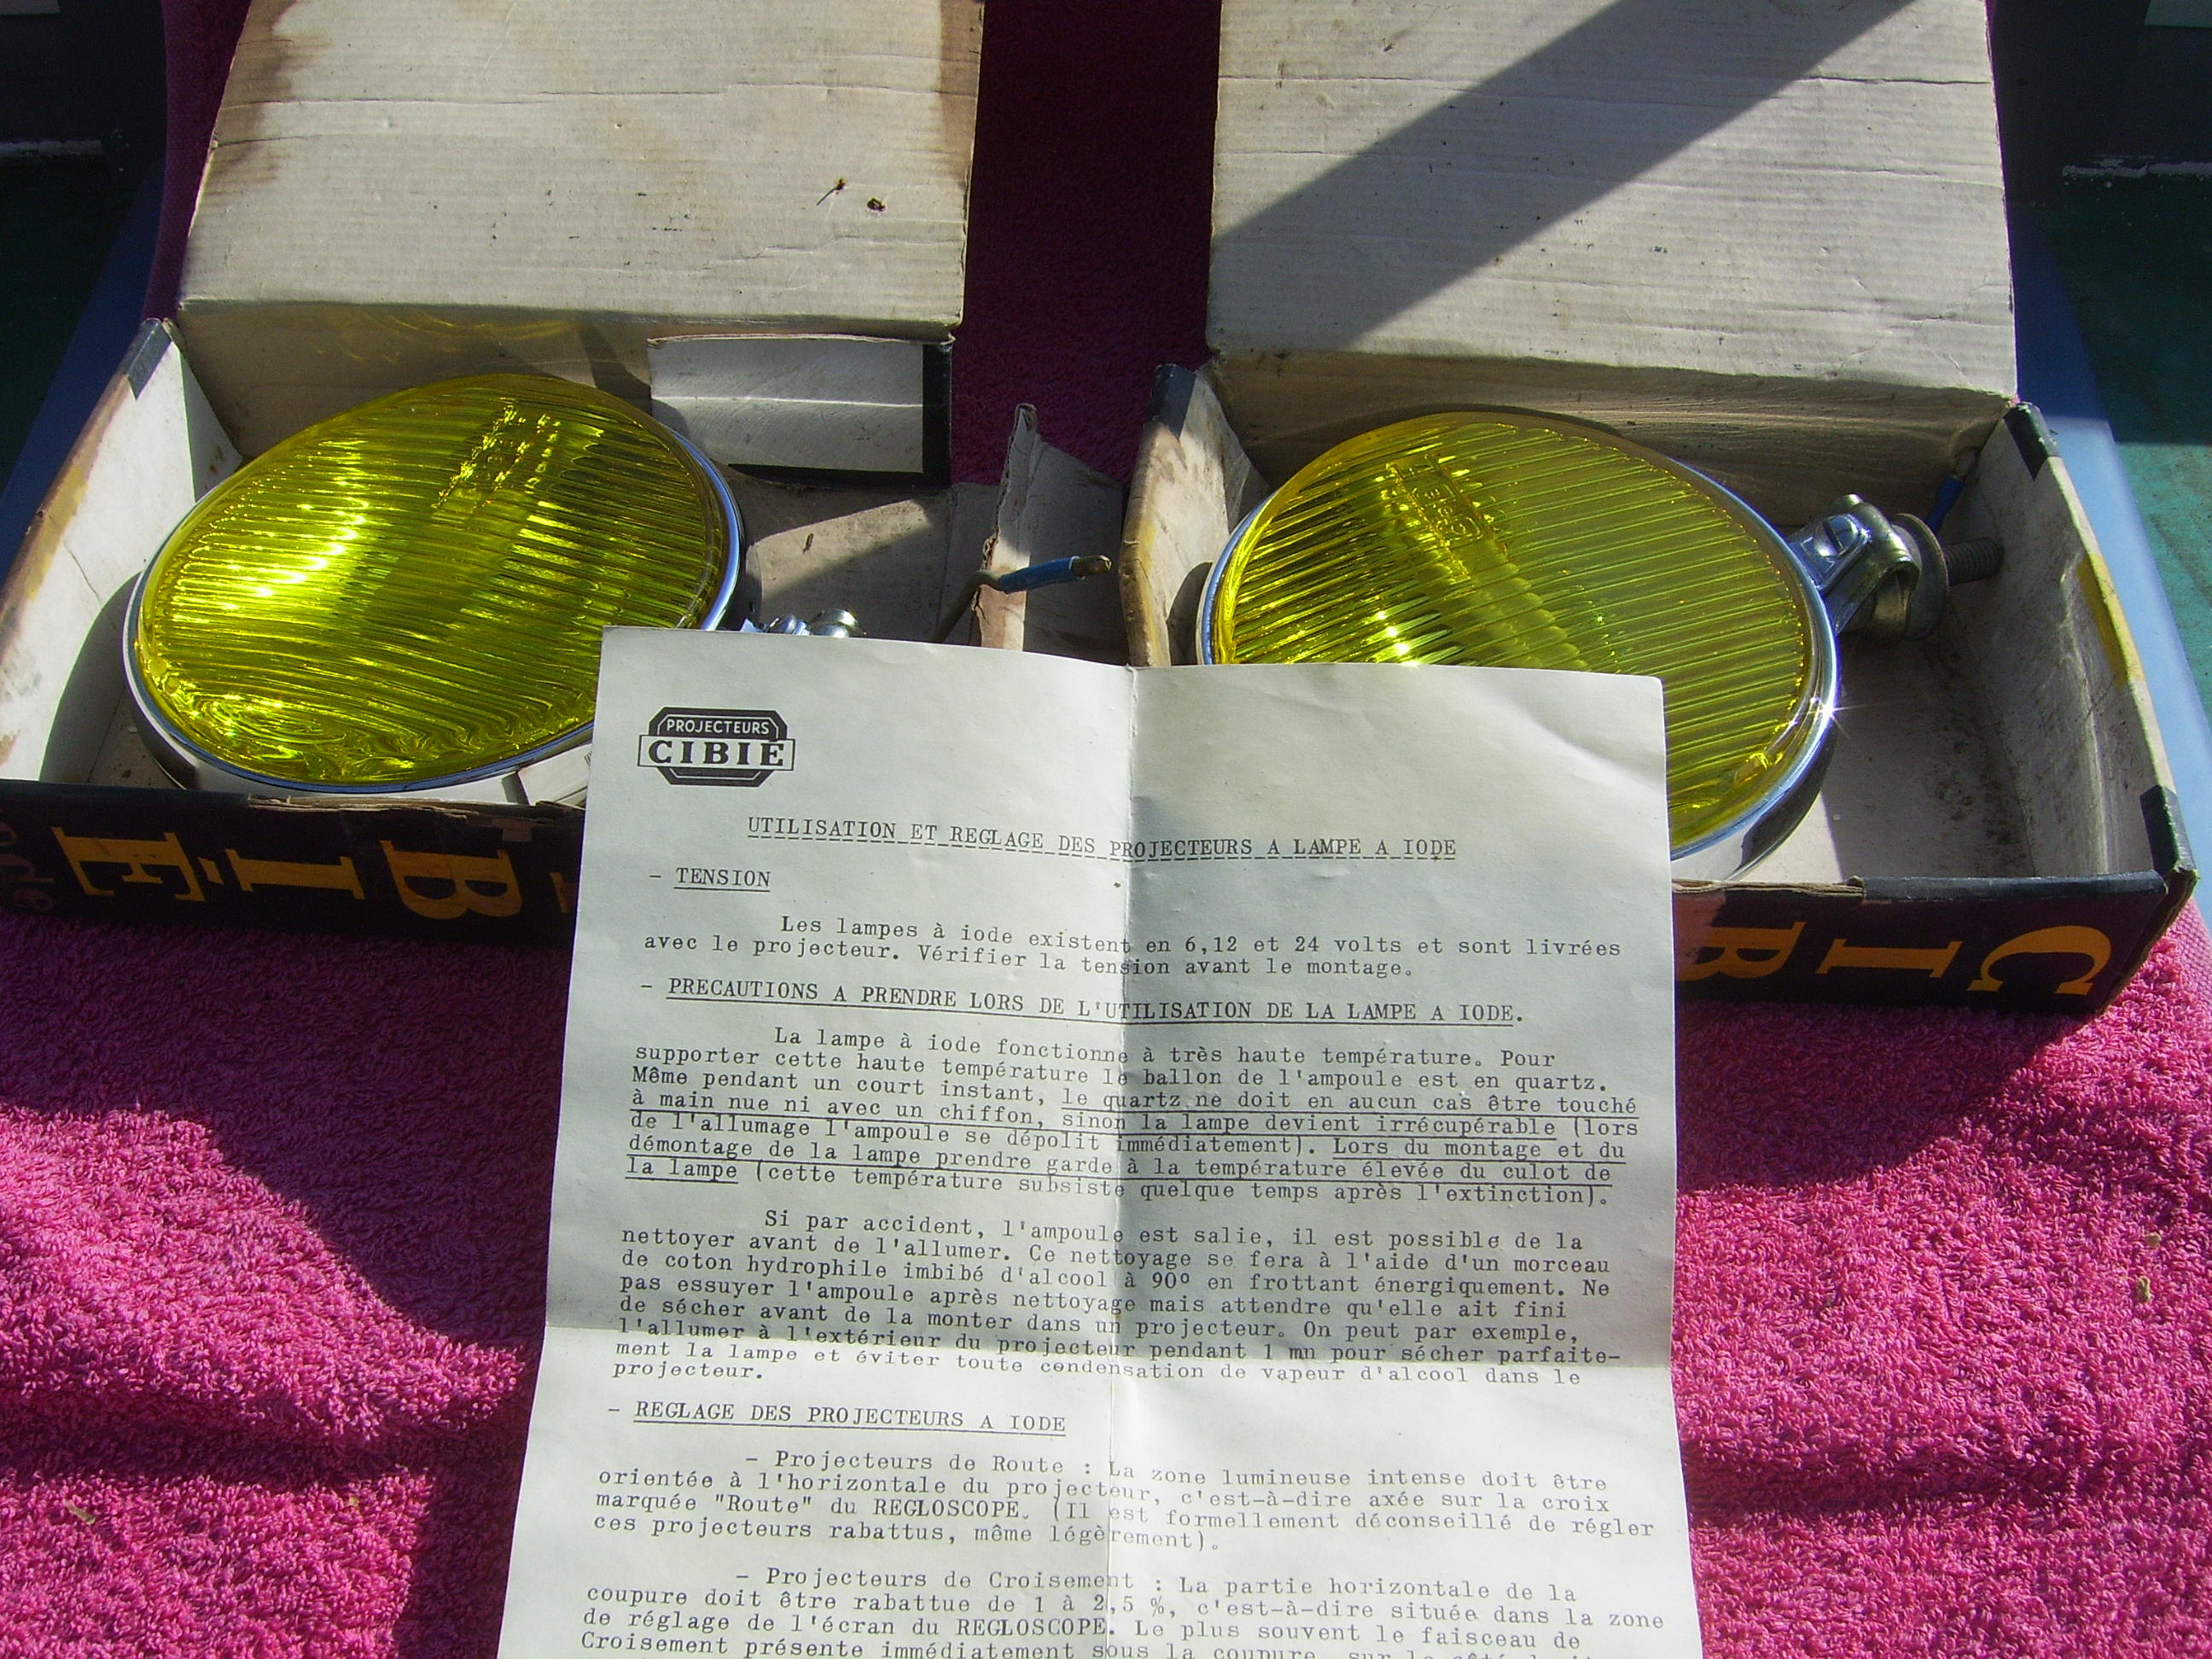 PROJECTEURS
CIBIE
UTILISATION ET REGLAGE DES PROJECTEURS A LAMPE A IODE
- TENSION
Les lampes à iode existent en 6,12 et 24 volts et sont livrées
avec le projecteur. Vérifier la tension avant le montage.
- PRECAUTIONS A PRENDRE LORS DE L'UTILISATION DE LA LAMPE A IODE.
La lampe à iode fonctionne à très haute température. Pour
supporter cette haute température le ballon de l'ampoule est en quartz.
Même pendant un court instant, le quartz ne doit en aucun cas être touché
à main nue ni avec un chiffon, sinon la lampe devient irrécupérable (lors
de l'allumage l'ampoule se dépolit immédiatement). Lors du montage et du
démontage de la lampe prendre garde à la température élevée du culot de
la lampe (cette température subsiste quelque temps après l'extinction).
Si par accident, l'ampoule est salie, il est possible de la
nettoyer avant de l'allumer. Ce nettoyage se fera à l'aide d'un morceau
de coton hydrophile imbibé d'alcool à 90° en frottant énergiquement. Ne
pas essuyer l'ampoule après nettoyage mais attendre qu'elle ait fini
de sécher avant de la monter dans un projecteur. On peut par exemple,
l'allumer à l'extérieur du projecteur pendant 1 mn pour sécher parfaite-
ment la lampe et éviter toute condensation de vapeur d'alcool dans le
projecteur.
- REGLAGE DES PROJECTEURS A IODE
- Projecteurs de Route : La zone lumineuse intense doit être
orientée à l'horizontale du projecteur, c'est-à-dire axée sur la croix
marquée "Route" du REGLOSCOPE. (Il est formellement déconseillé de régler
ces projecteurs rabattus, même légèrement).
- Projecteurs de Croisement : La partie horizontale de la
coupure doit être rabattue de 1 à 2,5 %, c'est-à-dire située dans la zone
de réglage de l'écran du REGLOSCOPE. Le plus souvent le faisceau de
Croisement présente immédiatement sous la coupure, sur le côté
BIE
CIB